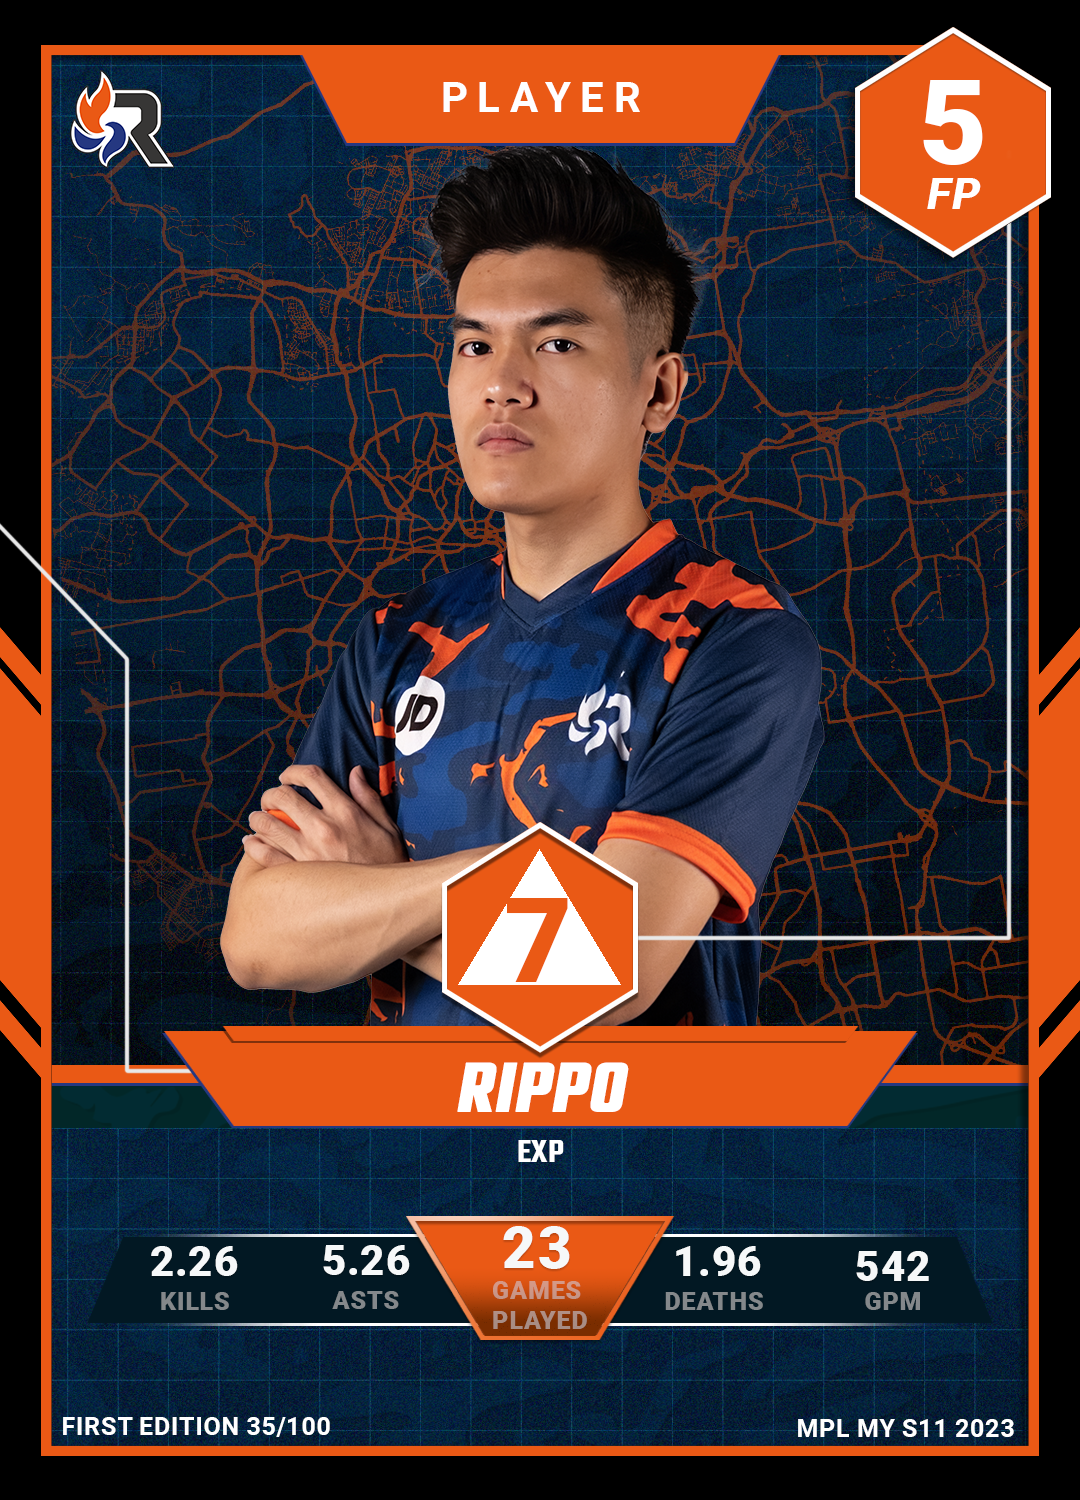 PLAYER
5
FP
R
JD
R
7
RIPPO
EXP
2.26
KILLS
5.26
ASTS
23
GAMES
PLAYED
1.96
DEATHS
542
GPM
FIRST EDITION 35/100
MPL MY S11 2023